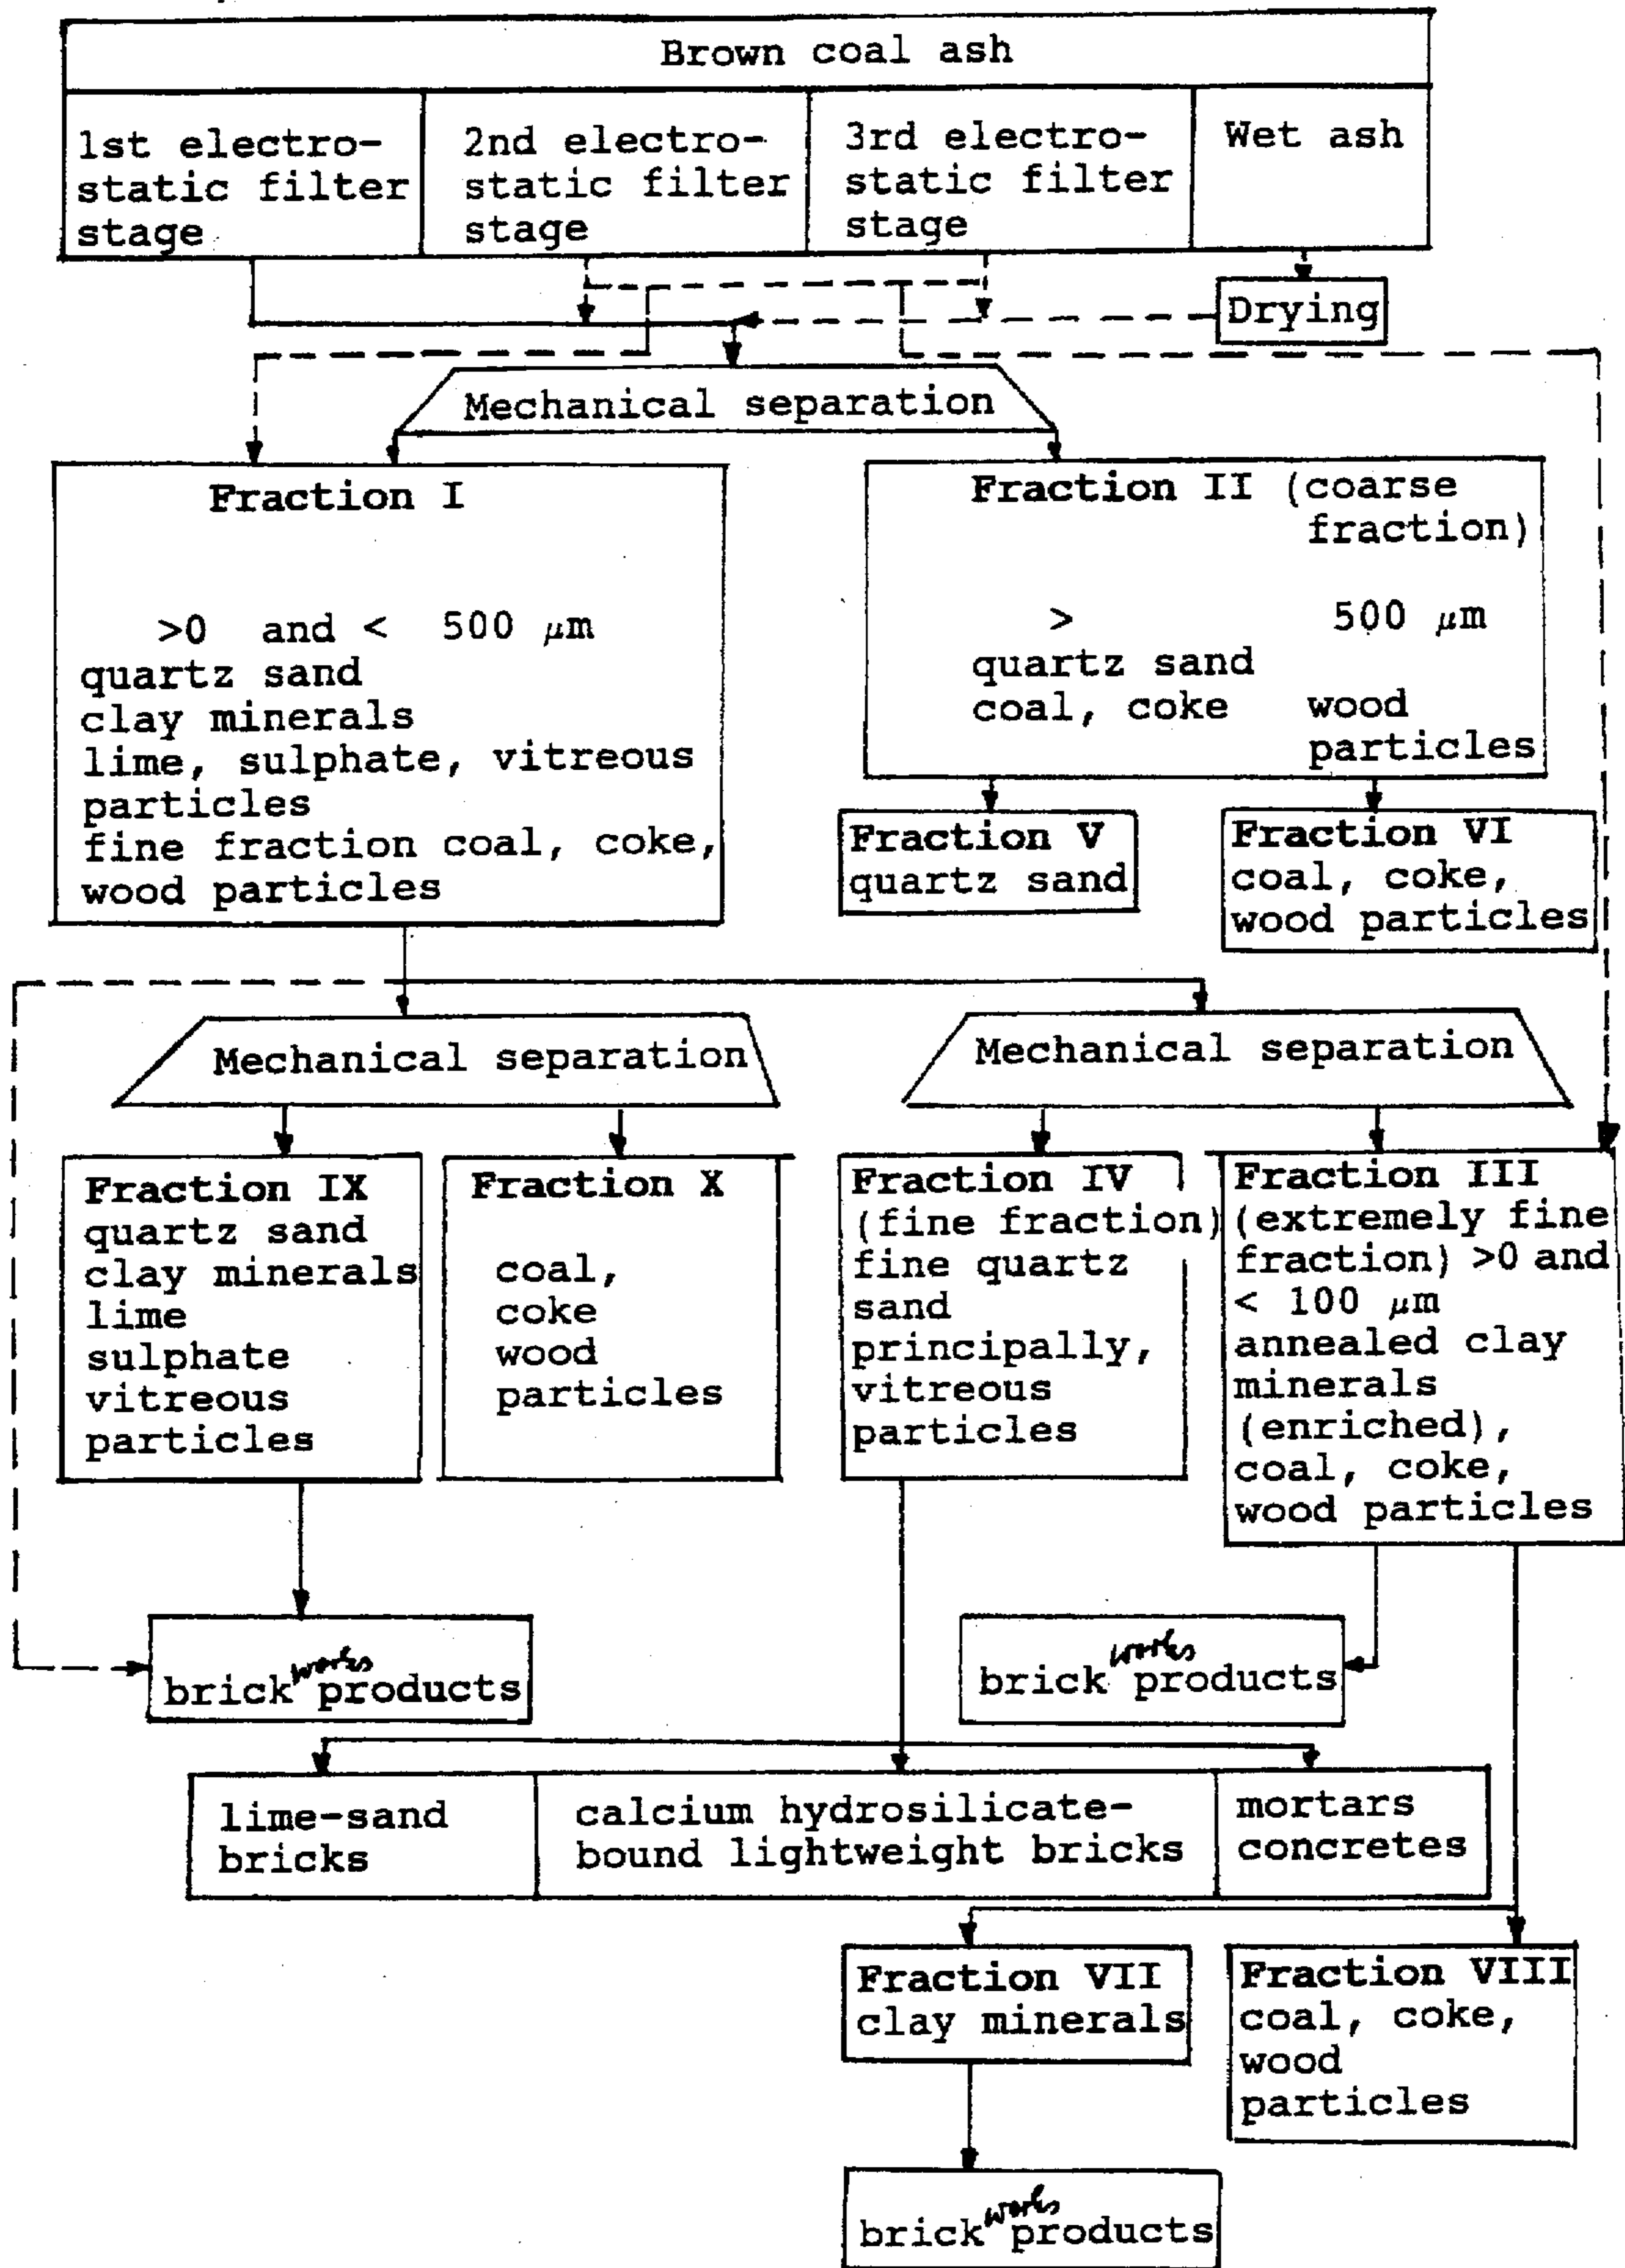 Brown coal ash
1st electro-
static filter
stage
2nd electro-
static filter
stage
3rd electro-
static filter
stage
Wet ash
Drying
Mechanical separation
Fraction I
>0 and < 500 μm
quartz sand
clay minerals
lime, sulphate, vitreous
particles
fine fraction coal, coke,
wood particles
Fraction II (coarse
fraction)
> 500 μm
quartz sand
coal, coke wood
particles
Fraction V
quartz sand
Fraction VI
coal, coke,
wood particles
Mechanical separation
Mechanical separation
Fraction IX
quartz sand
clay minerals
lime
sulphate
vitreous
particles
Fraction X
coal,
coke
wood
particles
Fraction IV
(fine fraction)
fine quartz
sand
principally,
vitreous
particles
Fraction III
(extremely fine
fraction) >0 and
< 100 μm
annealed clay
minerals
(enriched),
coal, coke,
wood particles
brick works products
brick works products
lime-sand
bricks
calcium hydrosilicate-
bound lightweight bricks
mortars
concretes
Fraction VII
clay minerals
Fraction VIII
coal, coke,
wood
particles
brick works products